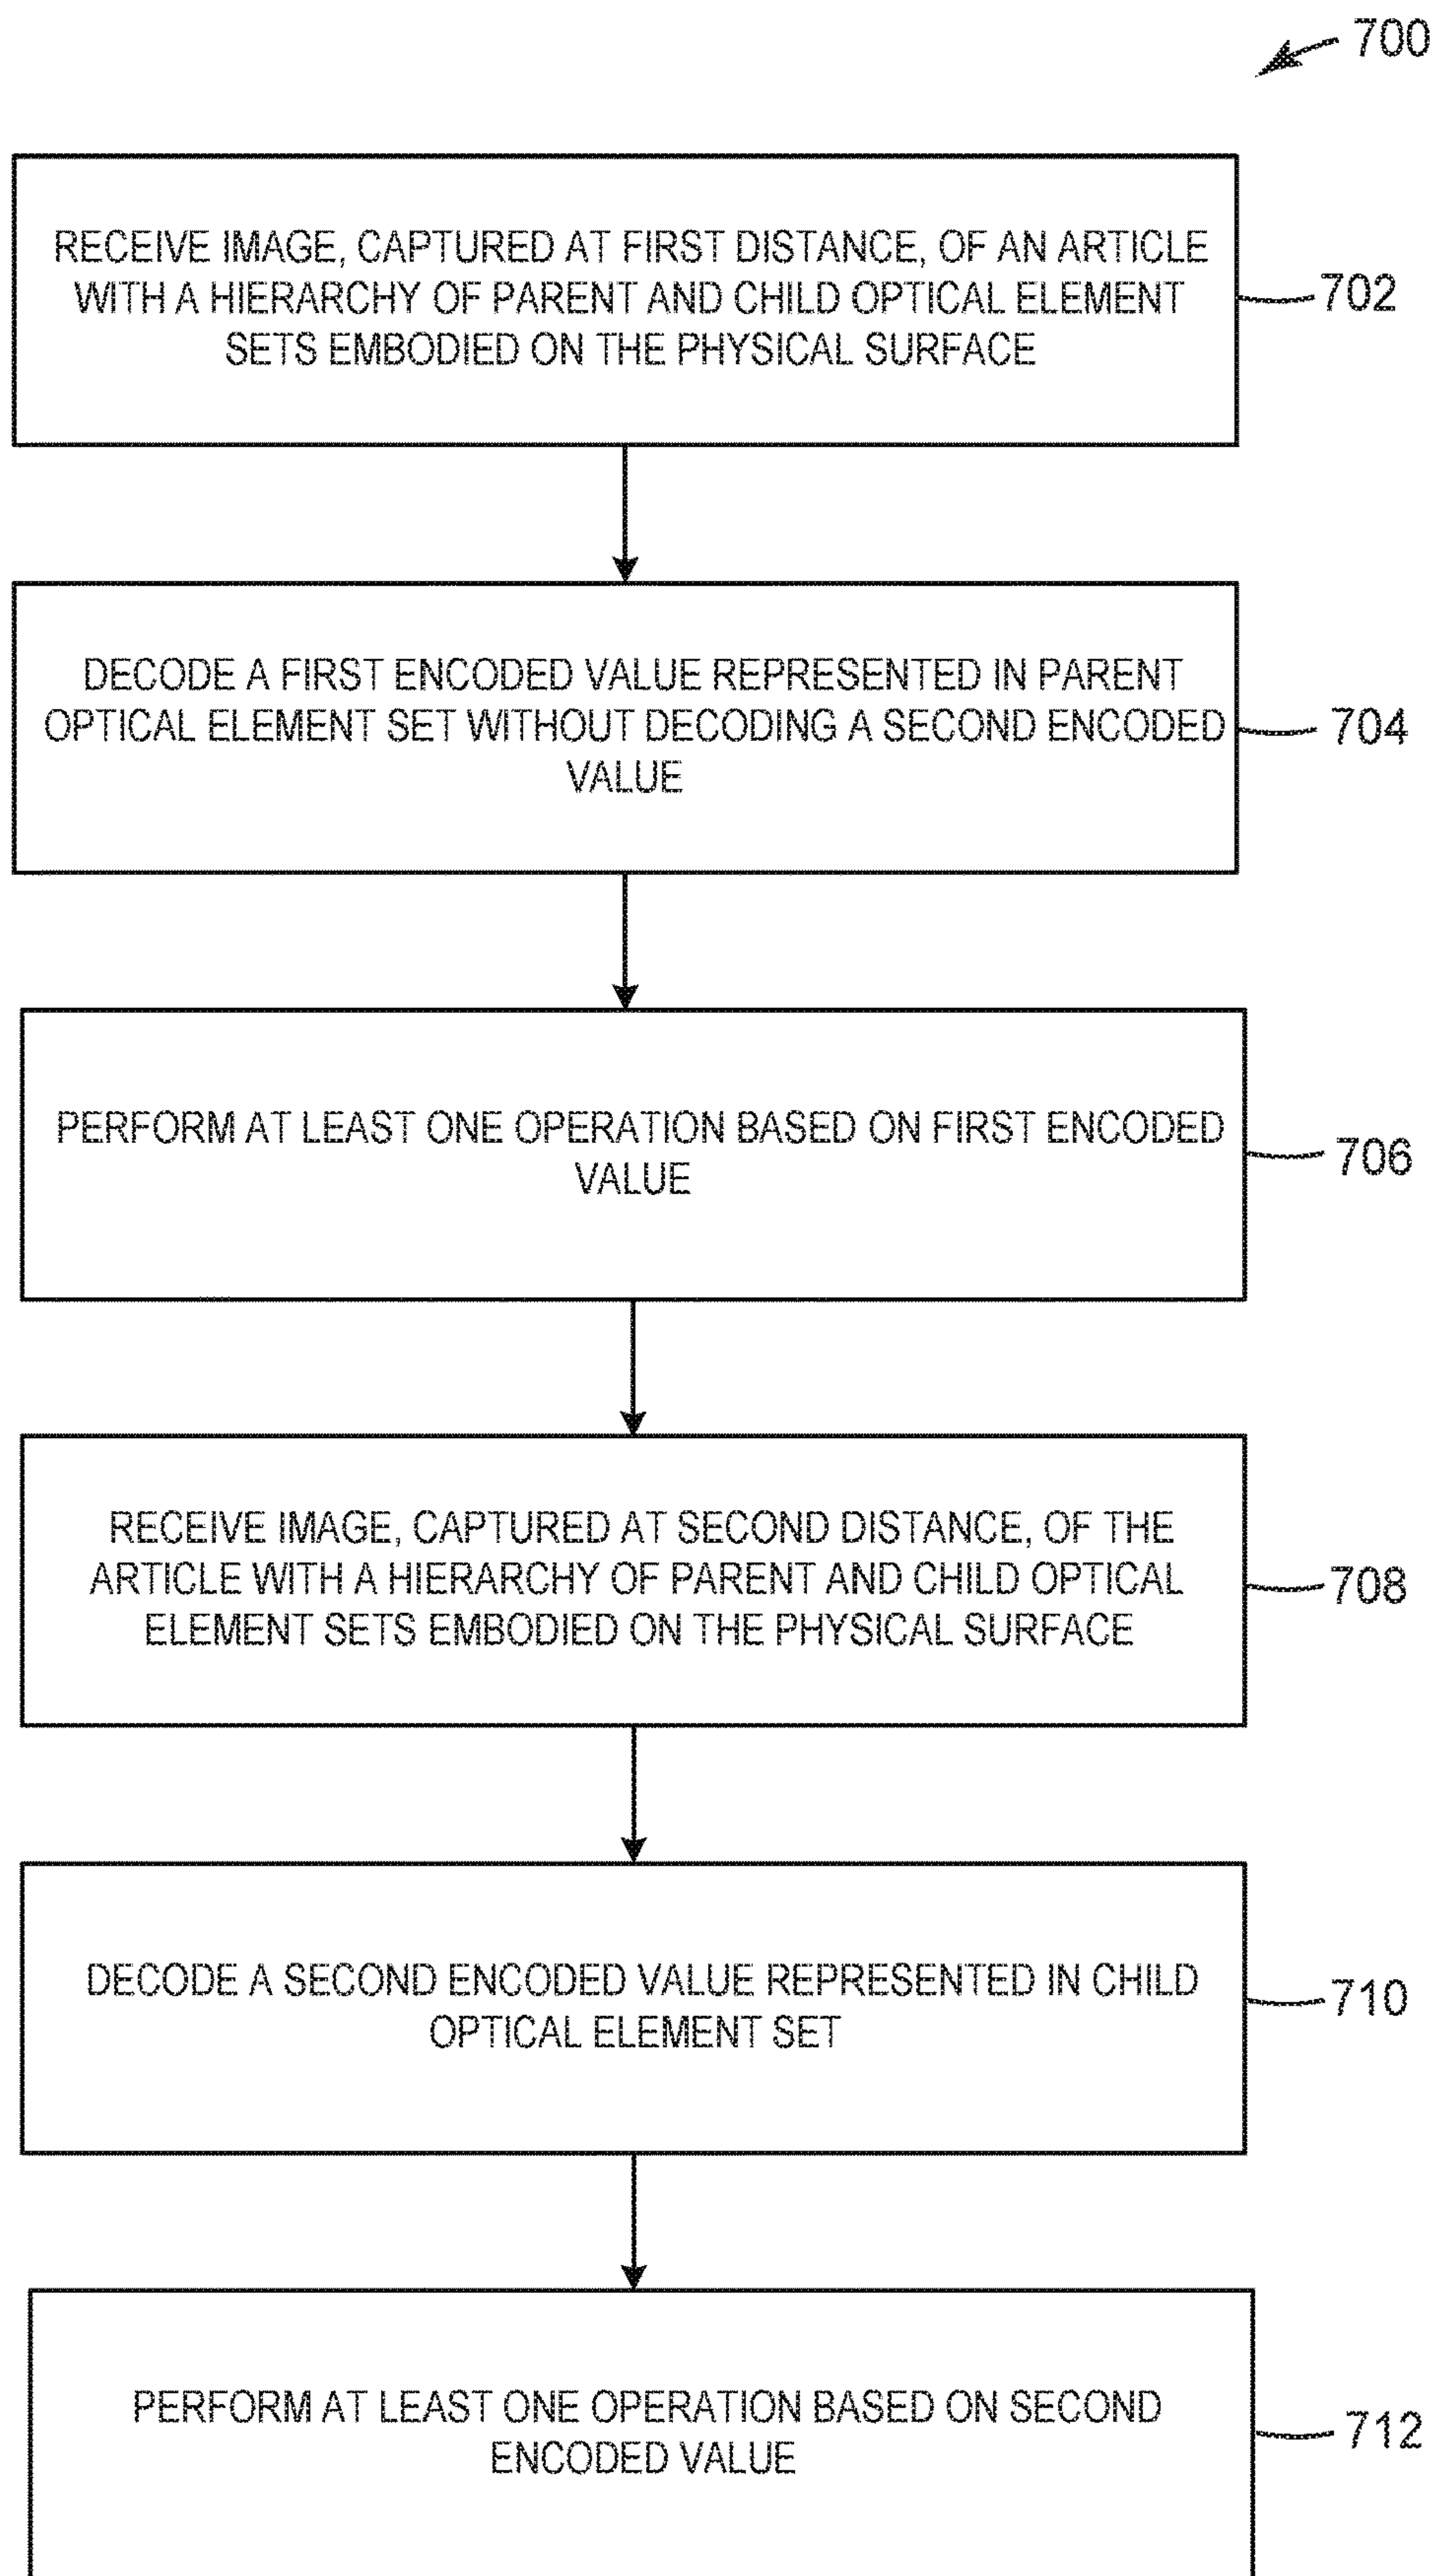 700
RECEIVE IMAGE, CAPTURED AT FIRST DISTANCE, OF AN ARTICLE
WITH A HIERARCHY OF PARENT AND CHILD OPTICAL ELEMENT
SETS EMBODIED ON THE PHYSICAL SURFACE
702
DECODE A FIRST ENCODED VALUE REPRESENTED IN PARENT
OPTICAL ELEMENT SET WITHOUT DECODING A SECOND ENCODED
VALUE
704
PERFORM AT LEAST ONE OPERATION BASED ON FIRST ENCODED
VALUE
706
RECEIVE IMAGE, CAPTURED AT SECOND DISTANCE, OF THE
ARTICLE WITH A HIERARCHY OF PARENT AND CHILD OPTICAL
ELEMENT SETS EMBODIED ON THE PHYSICAL SURFACE
708
DECODE A SECOND ENCODED VALUE REPRESENTED IN CHILD
OPTICAL ELEMENT SET
710
PERFORM AT LEAST ONE OPERATION BASED ON SECOND
ENCODED VALUE
712